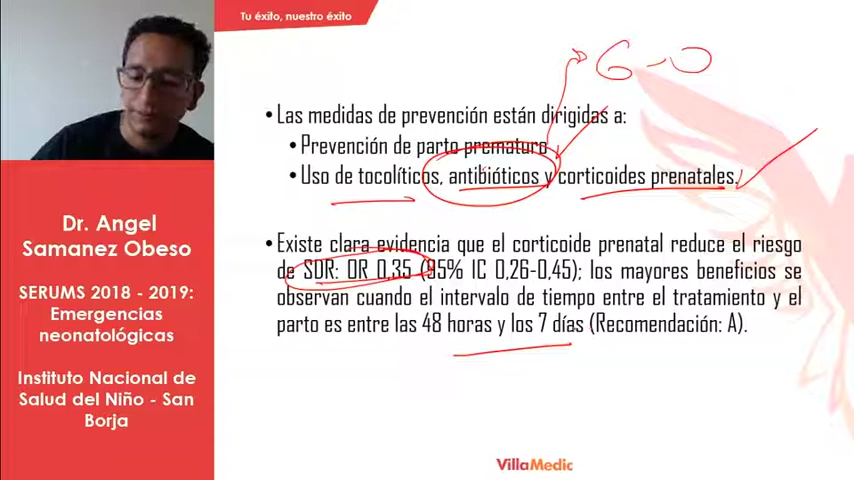 Tu éxito, nuestro éxito
6-0
• Las medidas de prevención están dirigidas a:
• Prevención de parto prematuro
• Uso de tocolíticos, antibióticos y corticoides prenatales.
Dr. Angel
Samanez Obeso
SERUMS 2018 - 2019:
Emergencias
neonatológicas
Instituto Nacional de
Salud del Niño - San
Borja
• Existe clara evidencia que el corticoide prenatal reduce el riesgo
de SDR: OR 0,35 (95% IC 0,26-0,45); los mayores beneficios se
observan cuando el intervalo de tiempo entre el tratamiento y el
parto es entre las 48 horas y los 7 días (Recomendación: A).
VillaMedic